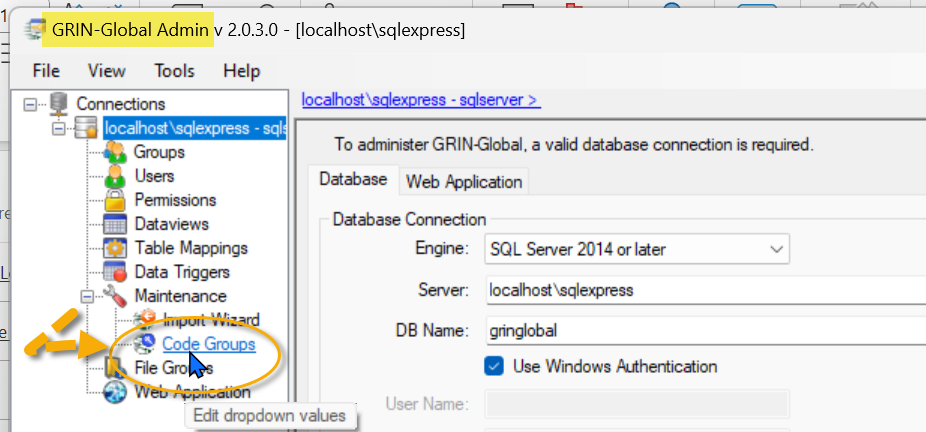 GRIN-Global Admin v 2.0.3.0 - [localhost\sqlexpress]
File View Tools Help
Connections
localhost\sqlexpress - sqls
Groups
Users
Permissions
Dataviews
Table Mappings
Data Triggers
Maintenance
Import Wizard
Code Groups
File Groups
Web Application
Edit dropdown values
localhost\sqlexpress - sqlserver >
To administer GRIN-Global, a valid database connection is required.
Database Web Application
Database Connection
Engine: SQL Server 2014 or later
Server: localhost\sqlexpress
DB Name: gringlobal
Use Windows Authentication
User Name: